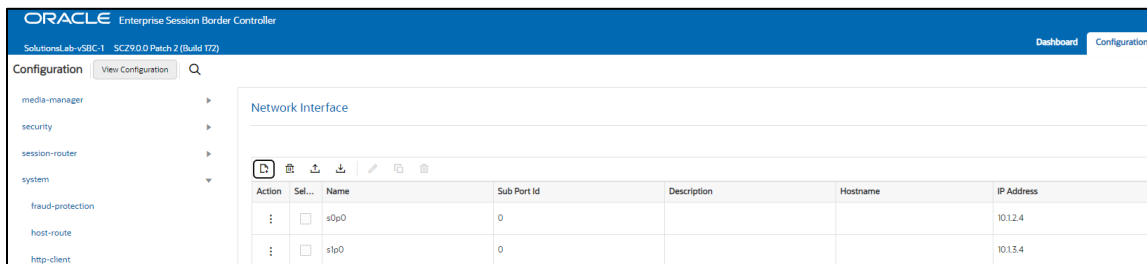 ORACLE Enterprise Session Border Controller
SolutionsLab-vSBC-1 SCZ9.0.0 Patch 2 (Build 172)
Dashboard Configuration
Configuration View Configuration
media-manager
security
session-router
system
fraud-protection
host-route
http-client
Network Interface
Action Sel... Name Sub Port Id Description Hostname IP Address
s0p0 0 10.1.2.4
s1p0 0 10.1.3.4